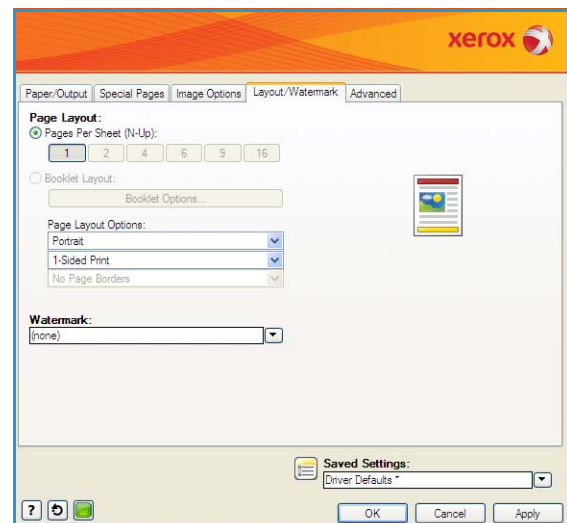 xerox
Paper/Output Special Pages Image Options Layout/Watermark Advanced
Page Layout:
Pages Per Sheet (N-Up):
1 2 4 6 9 16
Booklet Layout:
Booklet Options...
Page Layout Options:
Portrait
1-Sided Print
No Page Borders
Watermark:
(none)
Saved Settings:
Driver Defaults *
?
OK Cancel Apply